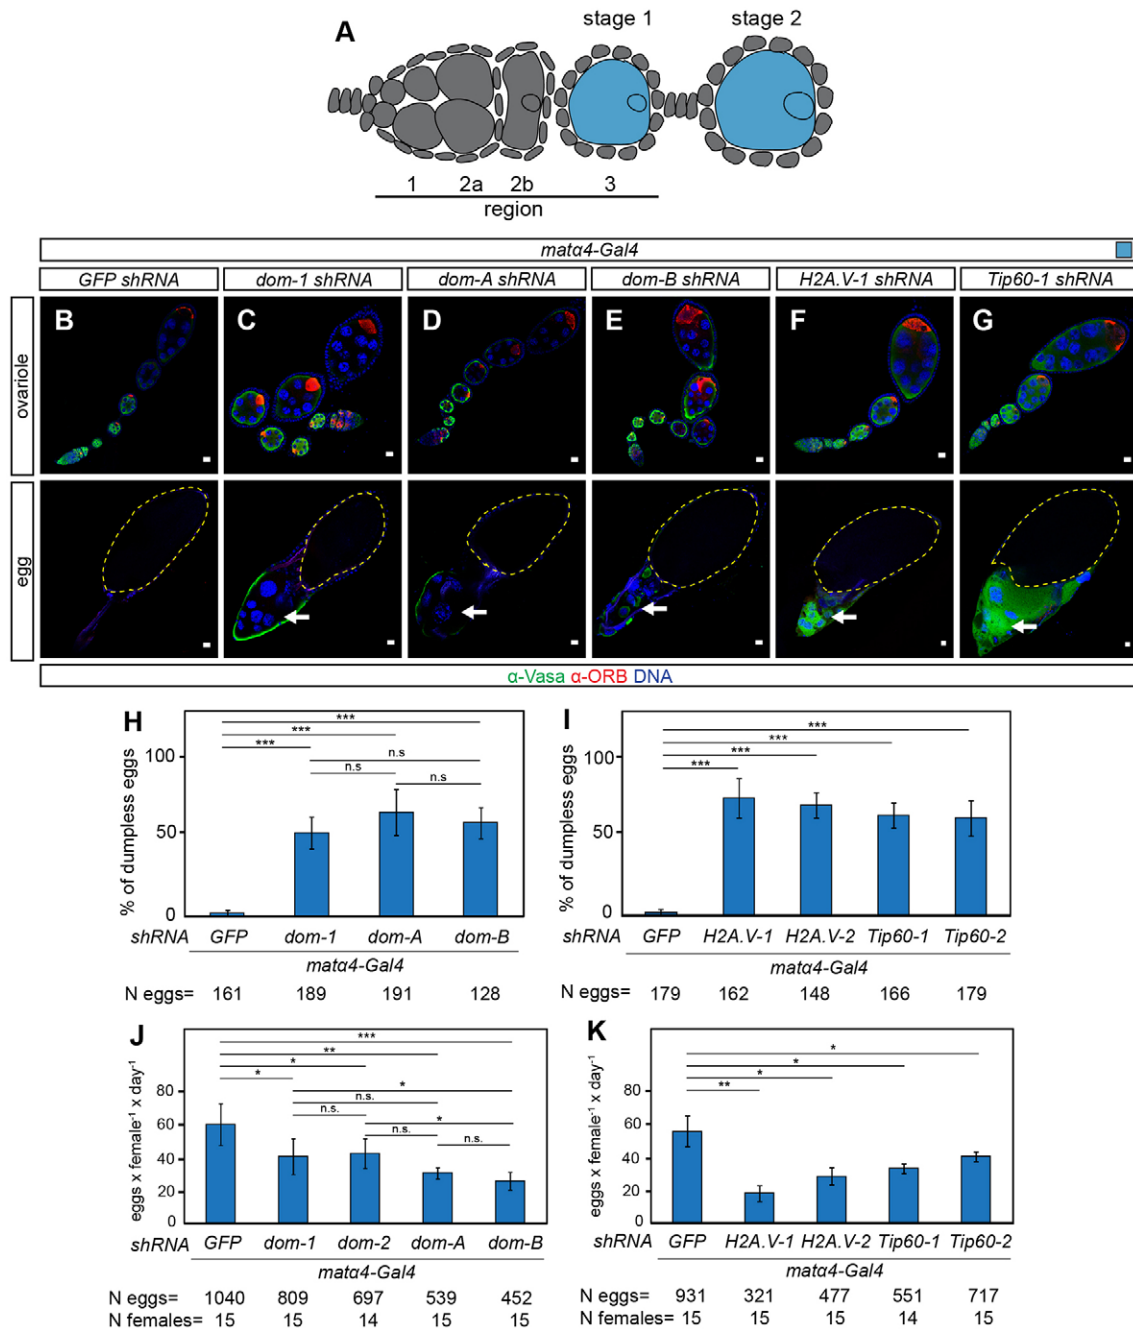 A
stage 1
stage 2
1 2a 2b 3
region
matα4-Gal4
GFP shRNA
dom-1 shRNA
dom-A shRNA
dom-B shRNA
H2A.V-1 shRNA
Tip60-1 shRNA
ovariole
B C D E F G
egg
α-Vasa α-ORB DNA
H
% of dumpless eggs
100
50
0
***
***
***
n.s
n.s
n.s
shRNA GFP dom-1 dom-A dom-B
matα4-Gal4
N eggs= 161 189 191 128
I
% of dumpless eggs
100
50
0
***
***
***
***
shRNA GFP H2A.V-1 H2A.V-2 Tip60-1 Tip60-2
matα4-Gal4
N eggs= 179 162 148 166 179
J
eggs x female⁻¹ x day⁻¹
80
60
40
20
0
***
**
*
*
*
n.s.
n.s.
*
n.s.
n.s.
shRNA GFP dom-1 dom-2 dom-A dom-B
matα4-Gal4
N eggs= 1040 809 697 539 452
N females= 15 15 14 15 15
K
eggs x female⁻¹ x day⁻¹
80
60
40
20
0
*
*
*
**
shRNA GFP H2A.V-1 H2A.V-2 Tip60-1 Tip60-2
matα4-Gal4
N eggs= 931 321 477 551 717
N females= 15 15 15 14 15